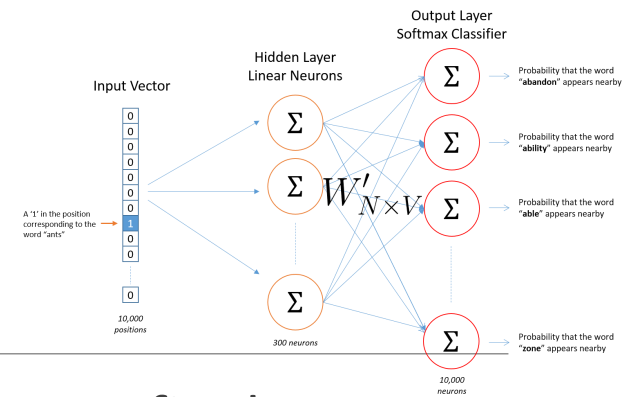 Output Layer
Softmax Classifier
Hidden Layer
Linear Neurons
Input Vector
0
0
0
0
0
0
1
0
0
0
A ‘1’ in the position
corresponding to the
word “ants”
10,000
positions
Σ
Σ
Σ
300 neurons
W′N×V
Σ
Σ
Σ
Σ
10,000
neurons
Probability that the word
“abandon” appears nearby
Probability that the word
“ability” appears nearby
Probability that the word
“able” appears nearby
Probability that the word
“zone” appears nearby